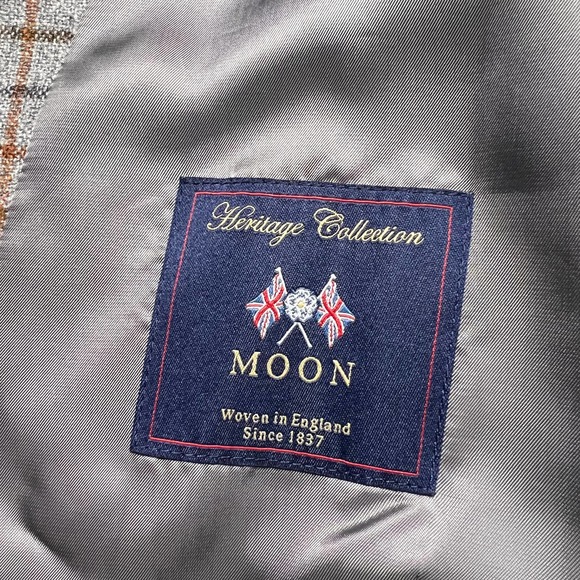 Heritage Collection
MOON
Woven in England
Since 1837